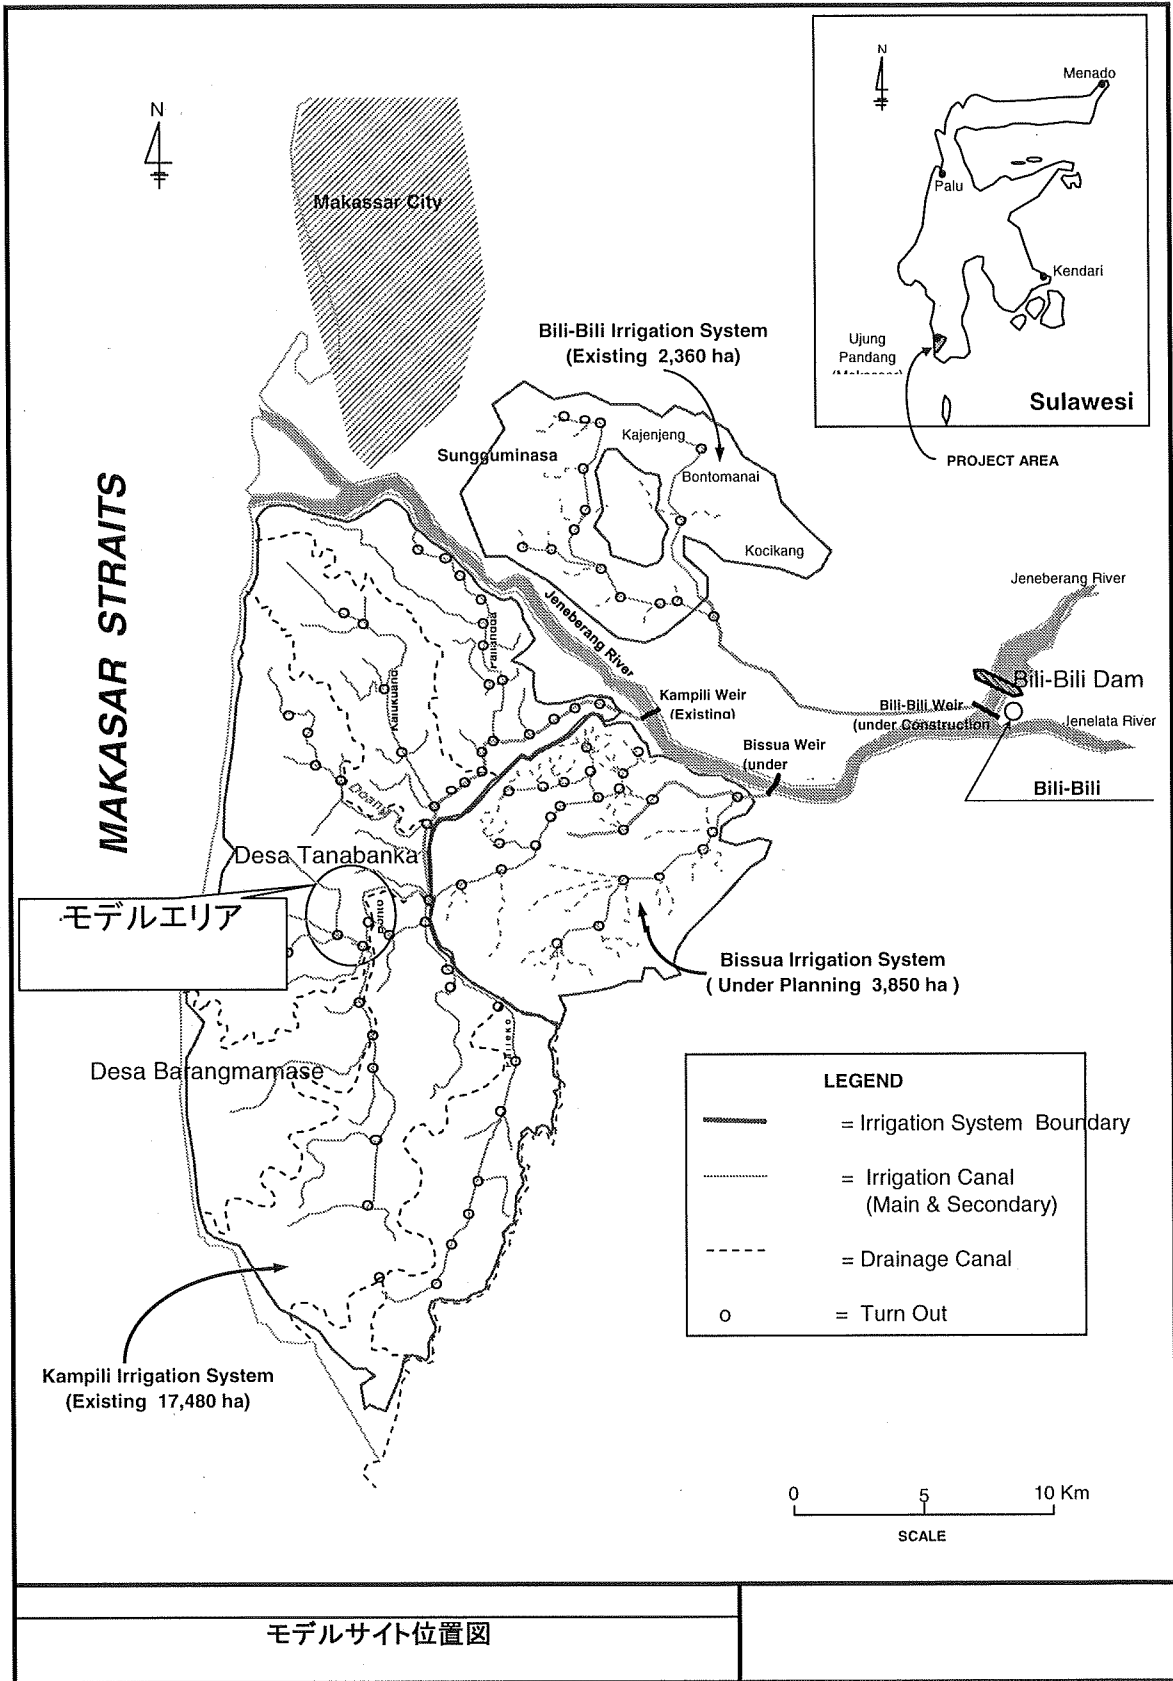 N
Menado
Palu
Kendari
Ujung
Pandang
Sulawesi
PROJECT AREA
N
Makassar City
Bili-Bili Irrigation System
(Existing 2,360 ha)
Kajenjeng
Sungguminasa
Bontomanai
Kocikang
MAKASAR STRAITS
Jeneberang River
Jeneberang River
Bili-Bili Dam
Kampili Weir
(Existing)
Bili-Bili Weir
(under Construction
Jenelata River
Bissua Weir
(under
Bili-Bili
Desa Tanabanka
モデルエリア
Bissua Irrigation System
( Under Planning 3,850 ha )
Desa Barangmamase
LEGEND
= Irrigation System Boundary
= Irrigation Canal
(Main & Secondary)
= Drainage Canal
= Turn Out
Kampili Irrigation System
(Existing 17,480 ha)
0 5 10 Km
SCALE
モデルサイト位置図